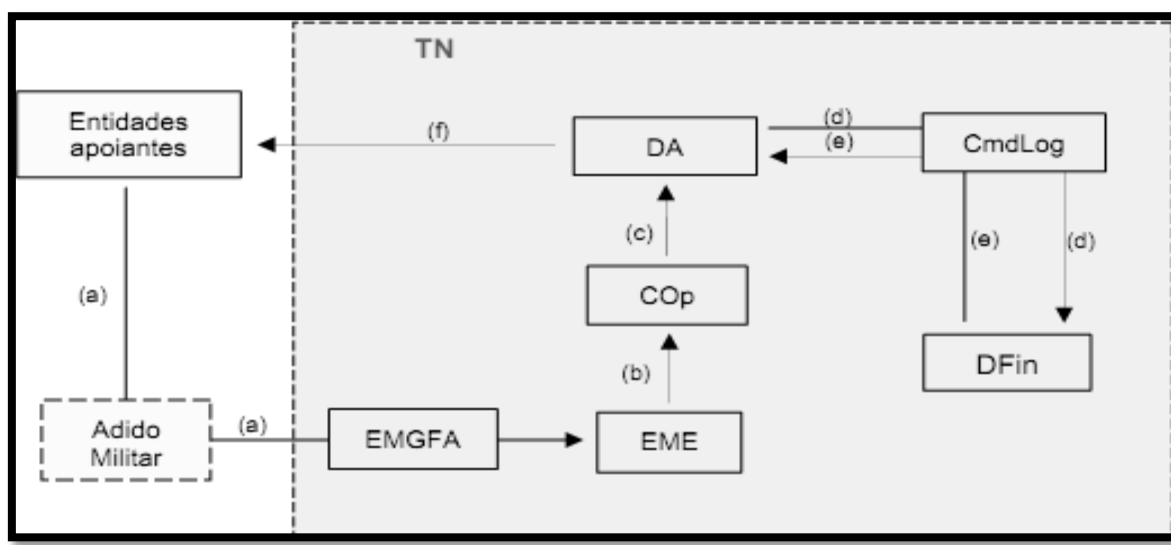 TN
Entidades
apoiantes
(f)
DA
(d)
(e)
CmdLog
(c)
(e)
(d)
(a)
COp
DFin
(b)
Adido
Militar
(a)
EMGFA
EME